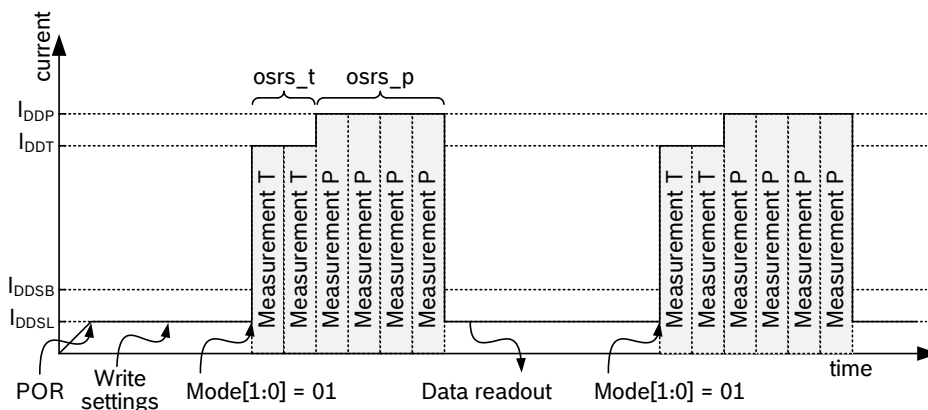 current
osrs_t
osrs_p
IDDP
IDDT
IDDSB
IDDSL
Measurement T
Measurement T
Measurement P
Measurement P
Measurement P
Measurement P
Measurement T
Measurement T
Measurement P
Measurement P
Measurement P
Measurement P
time
POR
Write
settings
Mode[1:0] = 01
Data readout
Mode[1:0] = 01